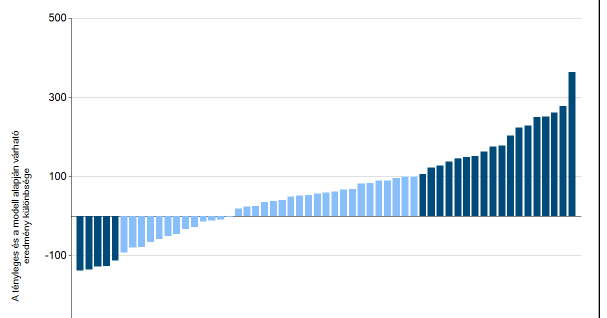 500
300
100
-100
A tényleges és a modell alapján várható
eredmény különbsége